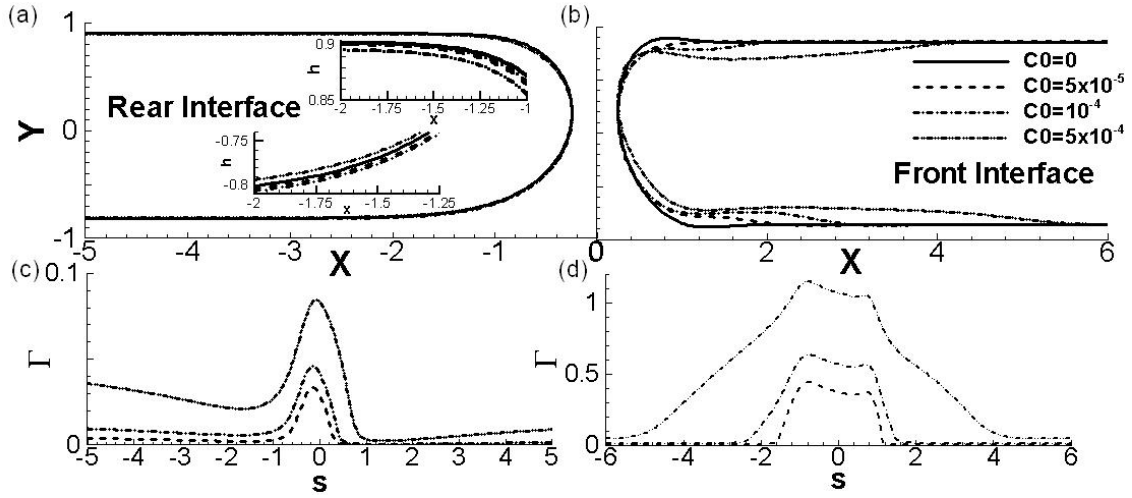 (a)
1
0
-1
Y
Rear Interface
0.9
h
0.85
-2 -1.75 -1.5 -1.25 -1
x
-0.75
h
-0.8
-2 -1.75 -1.5 -1.25
x
-5 -4 -3 -2 -1
X
(b)
C0=0
C0=5x10⁻⁵
C0=10⁻⁴
C0=5x10⁻⁴
Front Interface
0 2 4 6
X
(c)
0.1
0
Γ
-5 -4 -3 -2 -1 0 1 2 3 4 5
s
(d)
1
0.5
0
Γ
-6 -4 -2 0 2 4 6
s